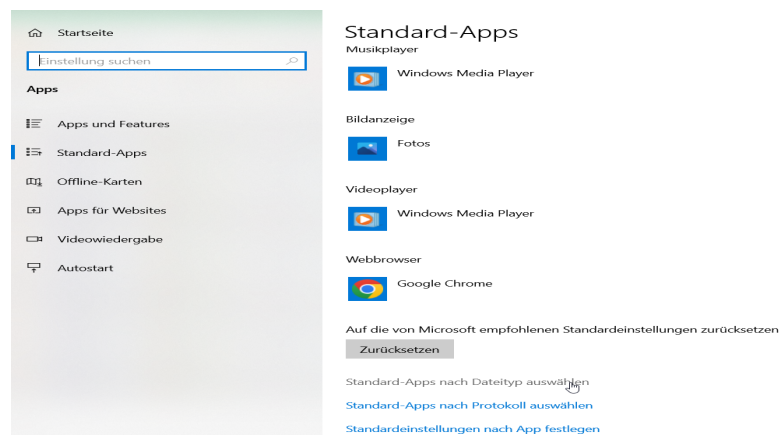 Startseite
Einstellung suchen
Apps
Apps und Features
Standard-Apps
Offline-Karten
Apps für Websites
Videowiedergabe
Autostart
Standard-Apps
Musikplayer
Windows Media Player
Bildanzeige
Fotos
Videoplayer
Windows Media Player
Webbrowser
Google Chrome
Auf die von Microsoft empfohlenen Standardeinstellungen zurücksetzen
Zurücksetzen
Standard-Apps nach Dateityp auswählen
Standard-Apps nach Protokoll auswählen
Standardeinstellungen nach App festlegen